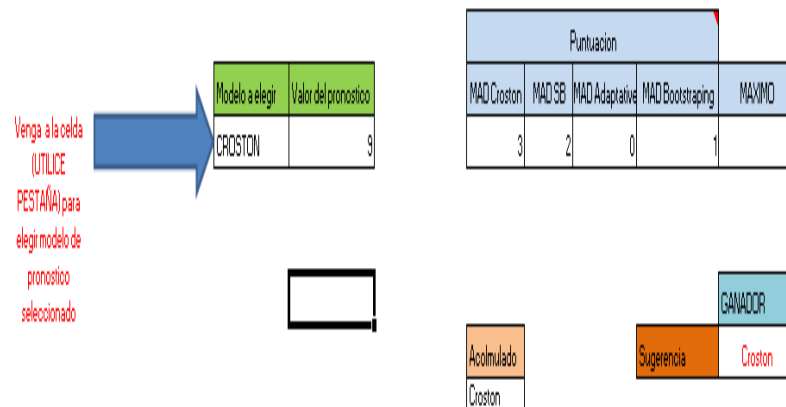 Puntuacion
Modelo a elegir Valor del pronostico
MAD Croston MAD SB MAD Adaptative MAD Bootstraping MAXIMO
CROSTON 9
3 2 0 1
Venga a la celda
(UTILICE
PESTAÑA) para
elegir modelo de
pronostico
seleccionado
GANADOR
Acolmulado Sugerencia Croston
Croston